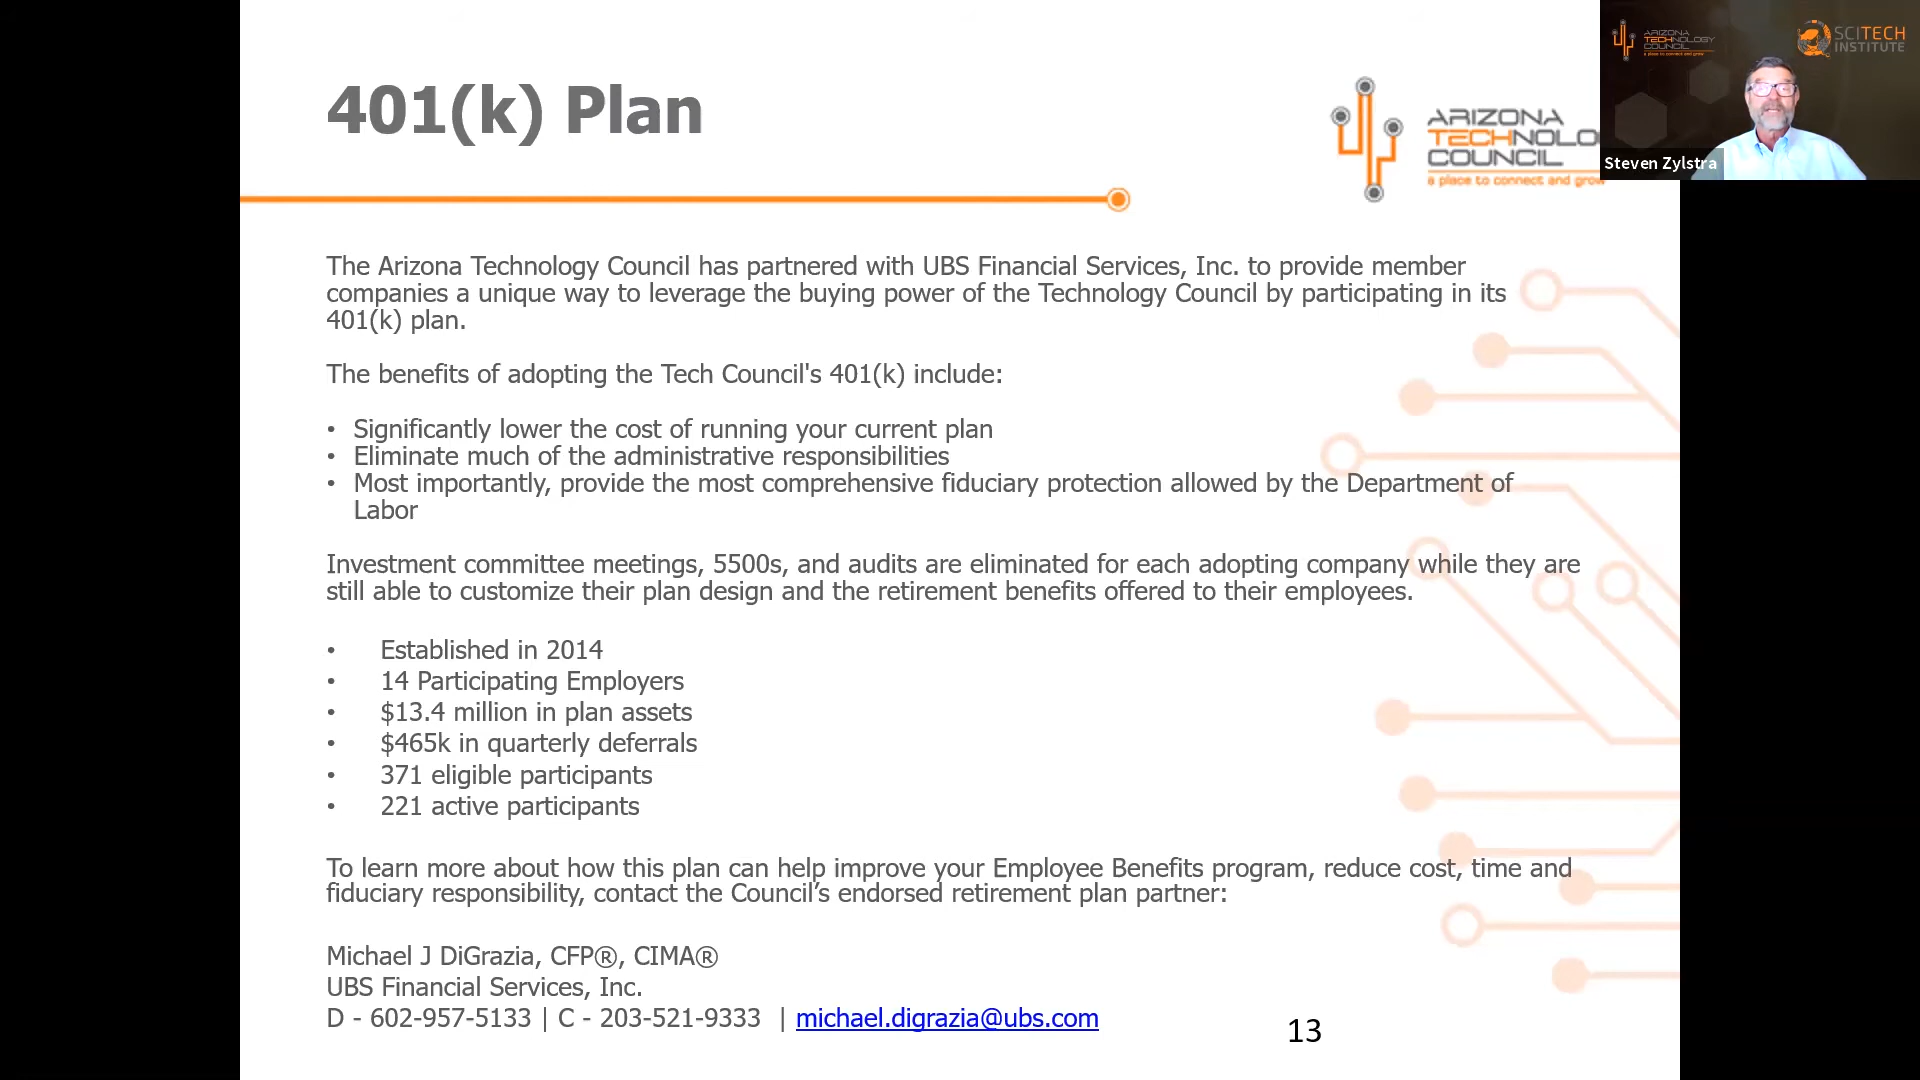 401(k) Plan
ARIZONA
TECHNOLO
COUNCIL
a place to connect and grow
ARIZONA
TECHNOLOGY
COUNCIL
a place to connect and grow
SCITECH
INSTITUTE
Steven Zylstra
The Arizona Technology Council has partnered with UBS Financial Services, Inc. to provide member
companies a unique way to leverage the buying power of the Technology Council by participating in its
401(k) plan.
The benefits of adopting the Tech Council's 401(k) include:
• Significantly lower the cost of running your current plan
• Eliminate much of the administrative responsibilities
• Most importantly, provide the most comprehensive fiduciary protection allowed by the Department of
Labor
Investment committee meetings, 5500s, and audits are eliminated for each adopting company while they are
still able to customize their plan design and the retirement benefits offered to their employees.
• Established in 2014
• 14 Participating Employers
• $13.4 million in plan assets
• $465k in quarterly deferrals
• 371 eligible participants
• 221 active participants
To learn more about how this plan can help improve your Employee Benefits program, reduce cost, time and
fiduciary responsibility, contact the Council’s endorsed retirement plan partner:
Michael J DiGrazia, CFP®, CIMA®
UBS Financial Services, Inc.
D - 602-957-5133 | C - 203-521-9333 | michael.digrazia@ubs.com
13